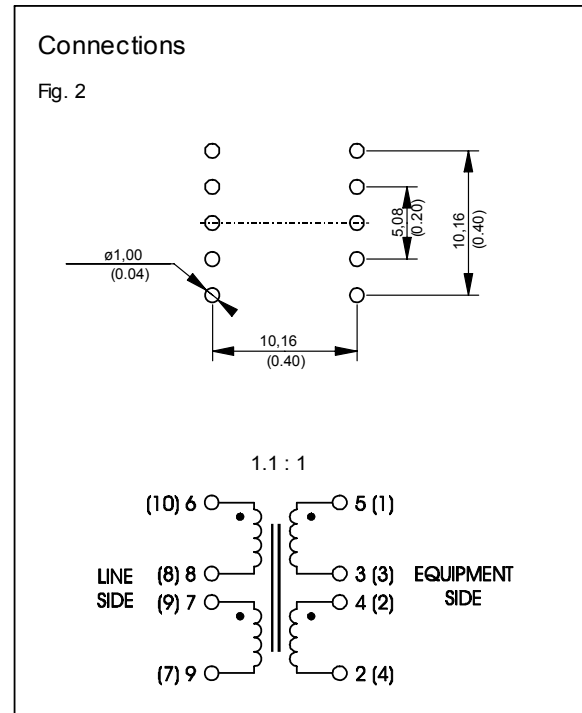 Connections
Fig. 2
5,08
(0.20)
10,16
(0.40)
ø1,00
(0.04)
10,16
(0.40)
1.1 : 1
(10) 6
5 (1)
LINE
SIDE
(8) 8
3 (3)
EQUIPMENT
SIDE
(9) 7
4 (2)
(7) 9
2 (4)